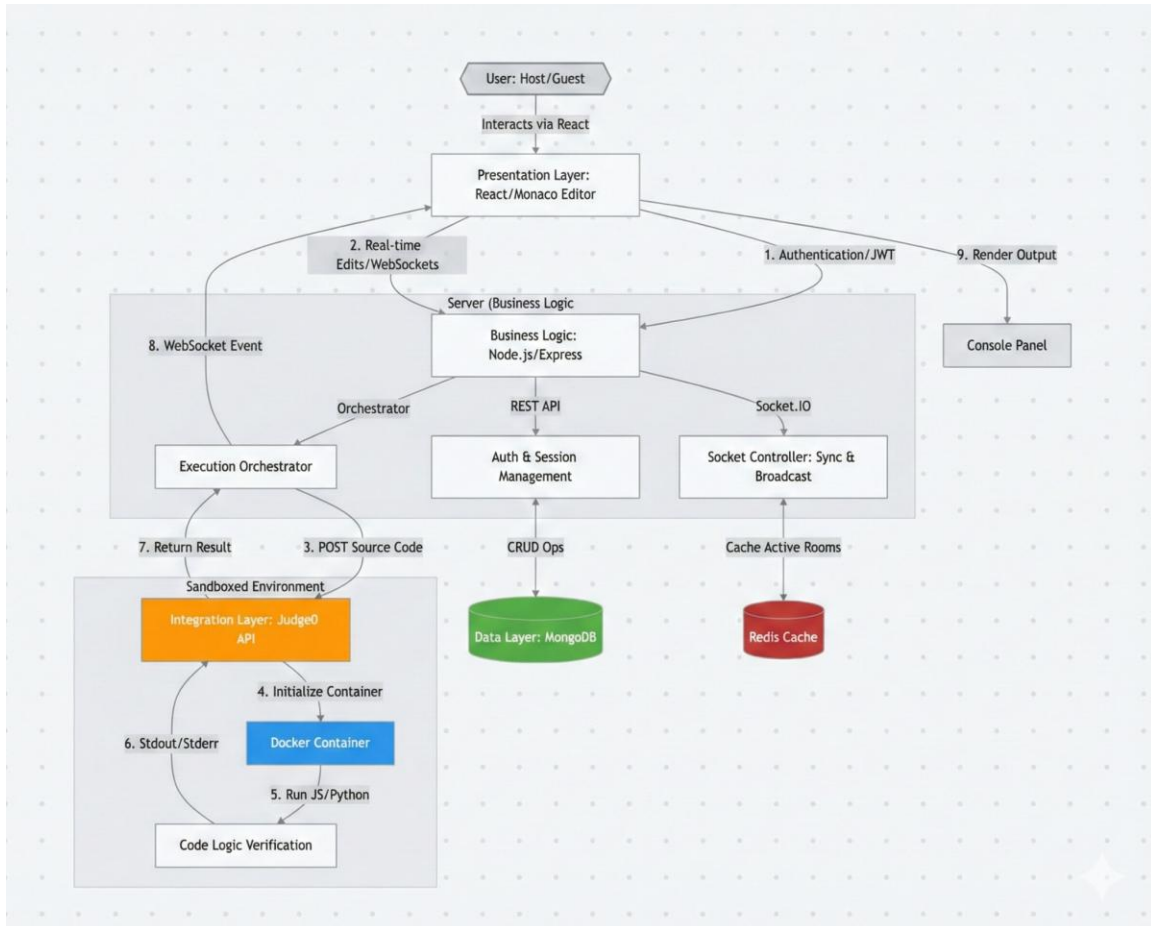 User: Host/Guest
Interacts via React
Presentation Layer:
React/Monaco Editor
2. Real-time
Edits/WebSockets
1. Authentication/JWT
9. Render Output
Server (Business Logic
Business Logic:
Node.js/Express
Console Panel
8. WebSocket Event
Orchestrator
REST API
Socket.IO
Execution Orchestrator
Auth & Session
Management
Socket Controller: Sync &
Broadcast
7. Return Result
3. POST Source Code
CRUD Ops
Cache Active Rooms
Sandboxed Environment
Integration Layer: Judge0
API
Data Layer: MongoDB
Redis Cache
4. Initialize Container
6. Stdout/Stderr
Docker Container
5. Run JS/Python
Code Logic Verification